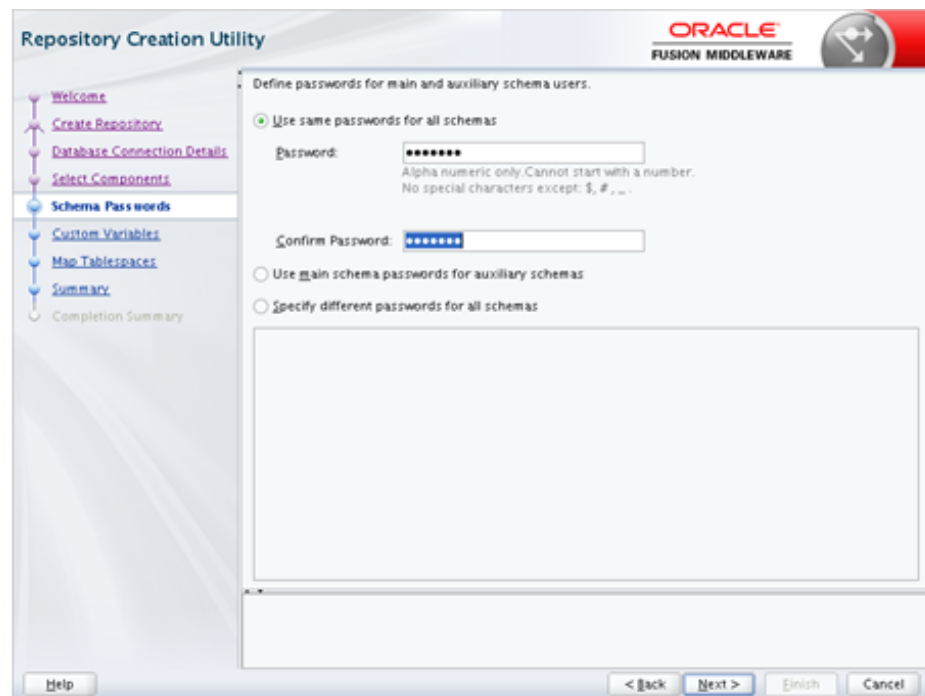 Repository Creation Utility
ORACLE
FUSION MIDDLEWARE
Welcome
Create Repository
Database Connection Details
Select Components
Schema Passwords
Custom Variables
Map Tablespaces
Summary
Completion Summary
Define passwords for main and auxiliary schema users.
Use same passwords for all schemas
Password: •••••••
Alpha numeric only.Cannot start with a number.
No special characters except: $, #, _ .
Confirm Password: •••••••
Use main schema passwords for auxiliary schemas
Specify different passwords for all schemas
Help
< Back
Next >
Finish
Cancel